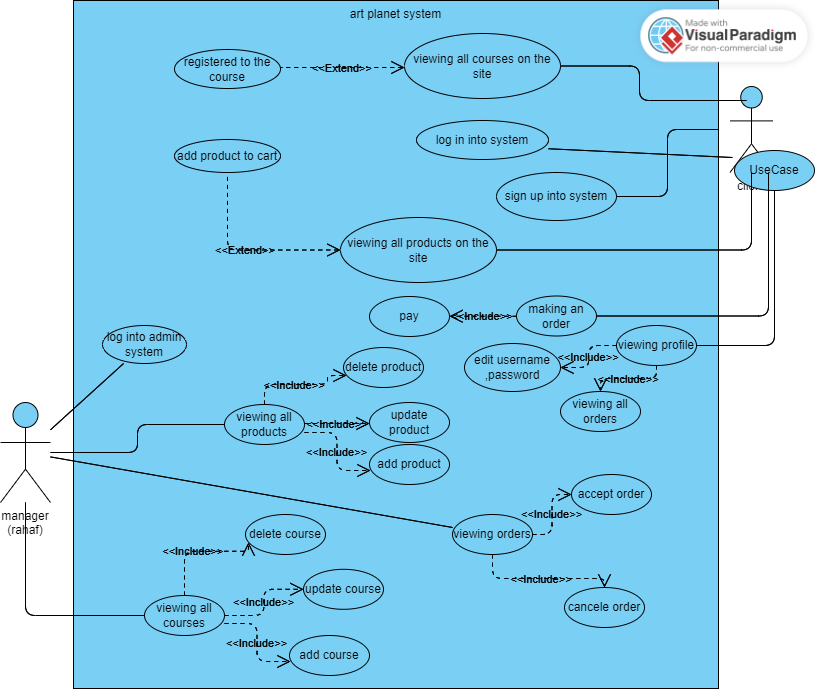 art planet system
Made with
VisualParadigm
For non-commercial use
registered to the
course
<<Extend>>
viewing all courses on the
site
log in into system
add product to cart
UseCase
sign up into system
<<Extend>>
viewing all products on the
site
pay
<<Include>>
making an
order
log into admin
system
viewing profile
edit username
,password
<<Include>>
<<Include>>
delete product
<<Include>>
viewing all
orders
viewing all
products
<<Include>>
update
product
<<Include>>
add product
manager
(rahaf)
accept order
<<Include>>
viewing orders
delete course
<<Include>>
<<Include>>
update course
<<Include>>
viewing all
courses
cancele order
<<Include>>
add course